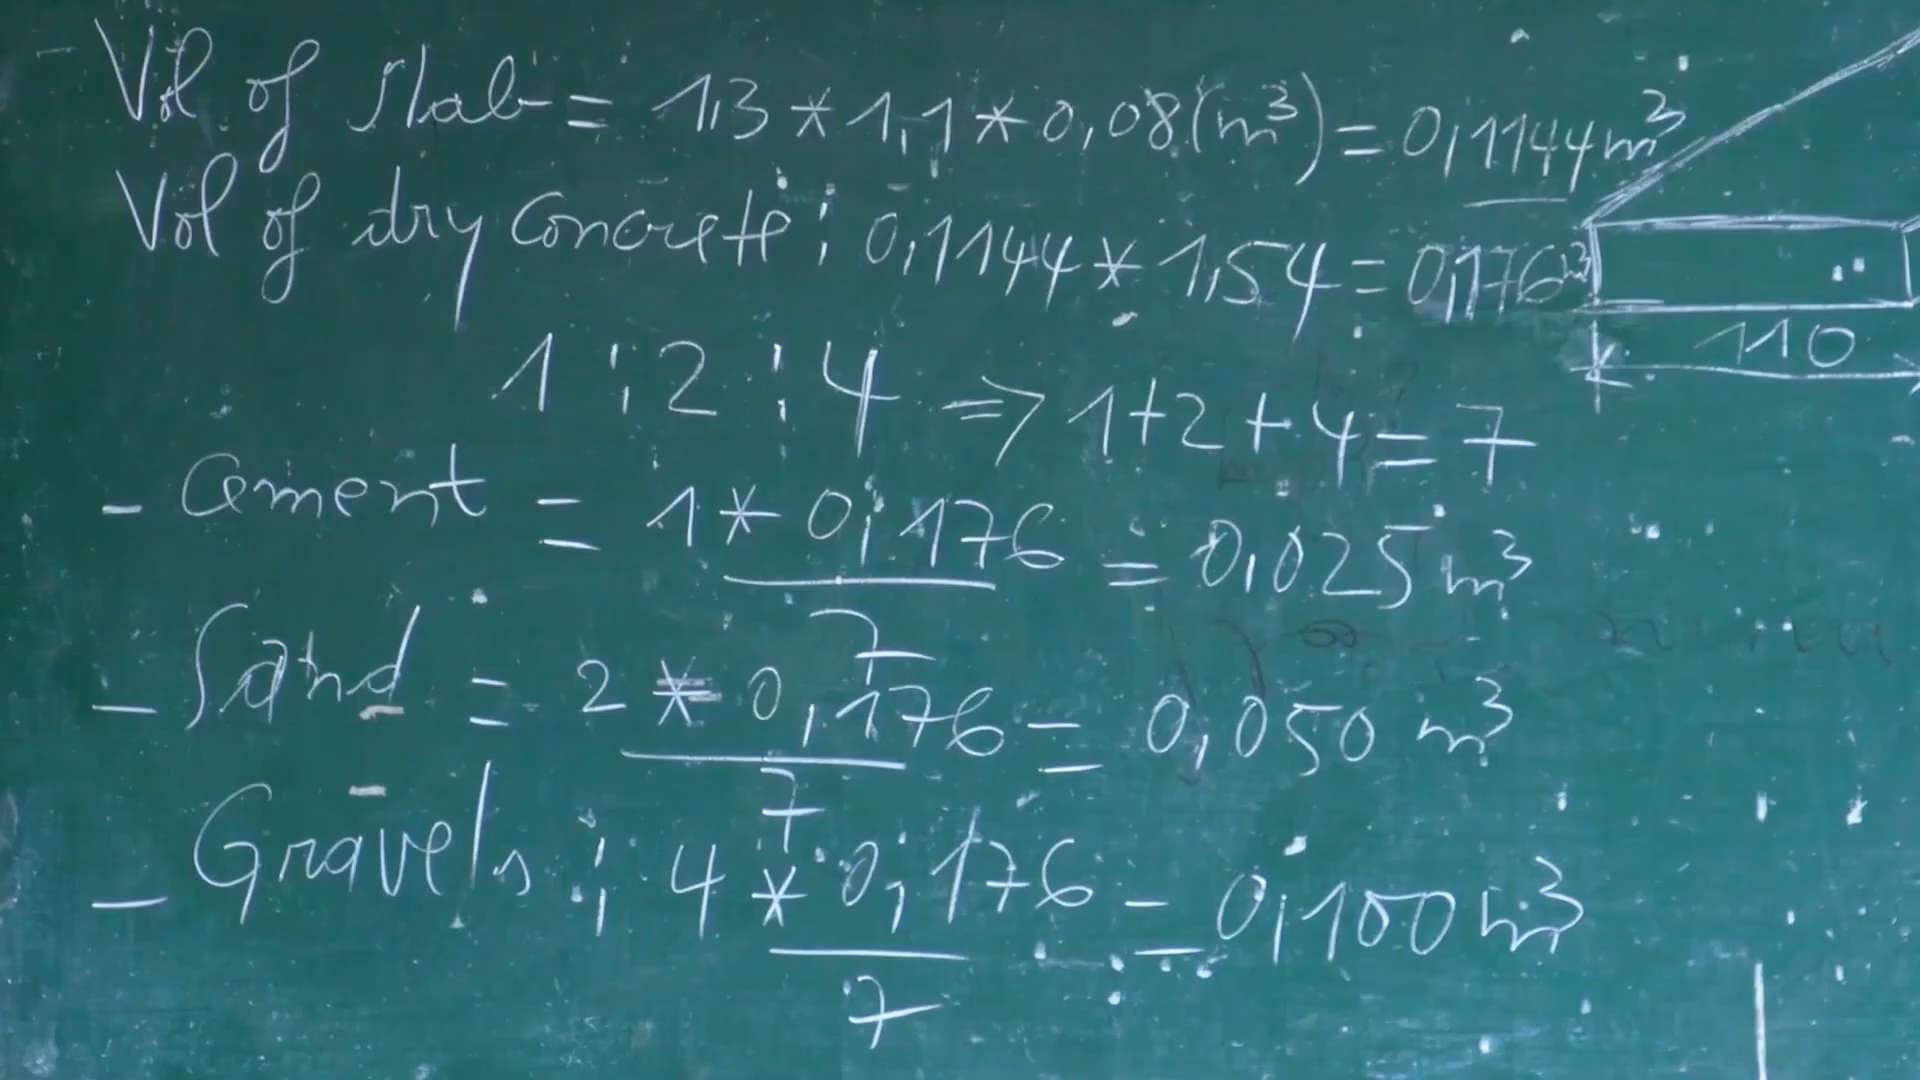 Vol of slab = 1,3 * 1,1 * 0,08 (m³) = 0,1144 m³
Vol of dry Concrete : 0,1144 * 1,54 = 0,176 m³
110
1 : 2 : 4 => 1+2+4 = 7
- Cement = 1 * 0,176 = 0,025 m³
7
- Sand = 2 * 0,176 = 0,050 m³
7
- Gravels : 4 * 0,176 = 0,100 m³
7